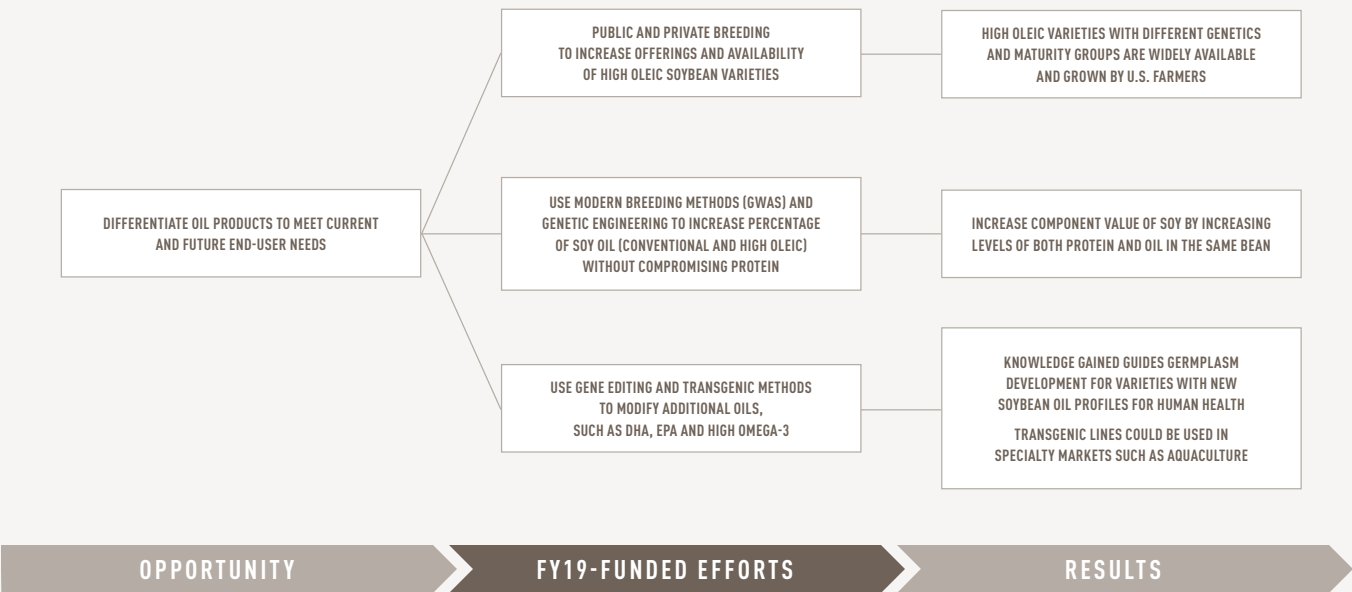 DIFFERENTIATE OIL PRODUCTS TO MEET CURRENT
AND FUTURE END-USER NEEDS
PUBLIC AND PRIVATE BREEDING
TO INCREASE OFFERINGS AND AVAILABILITY
OF HIGH OLEIC SOYBEAN VARIETIES
HIGH OLEIC VARIETIES WITH DIFFERENT GENETICS
AND MATURITY GROUPS ARE WIDELY AVAILABLE
AND GROWN BY U.S. FARMERS
USE MODERN BREEDING METHODS (GWAS) AND
GENETIC ENGINEERING TO INCREASE PERCENTAGE
OF SOY OIL (CONVENTIONAL AND HIGH OLEIC)
WITHOUT COMPROMISING PROTEIN
INCREASE COMPONENT VALUE OF SOY BY INCREASING
LEVELS OF BOTH PROTEIN AND OIL IN THE SAME BEAN
USE GENE EDITING AND TRANSGENIC METHODS
TO MODIFY ADDITIONAL OILS,
SUCH AS DHA, EPA AND HIGH OMEGA-3
KNOWLEDGE GAINED GUIDES GERMPLASM
DEVELOPMENT FOR VARIETIES WITH NEW
SOYBEAN OIL PROFILES FOR HUMAN HEALTH
TRANSGENIC LINES COULD BE USED IN
SPECIALTY MARKETS SUCH AS AQUACULTURE
OPPORTUNITY
FY19-FUNDED EFFORTS
RESULTS